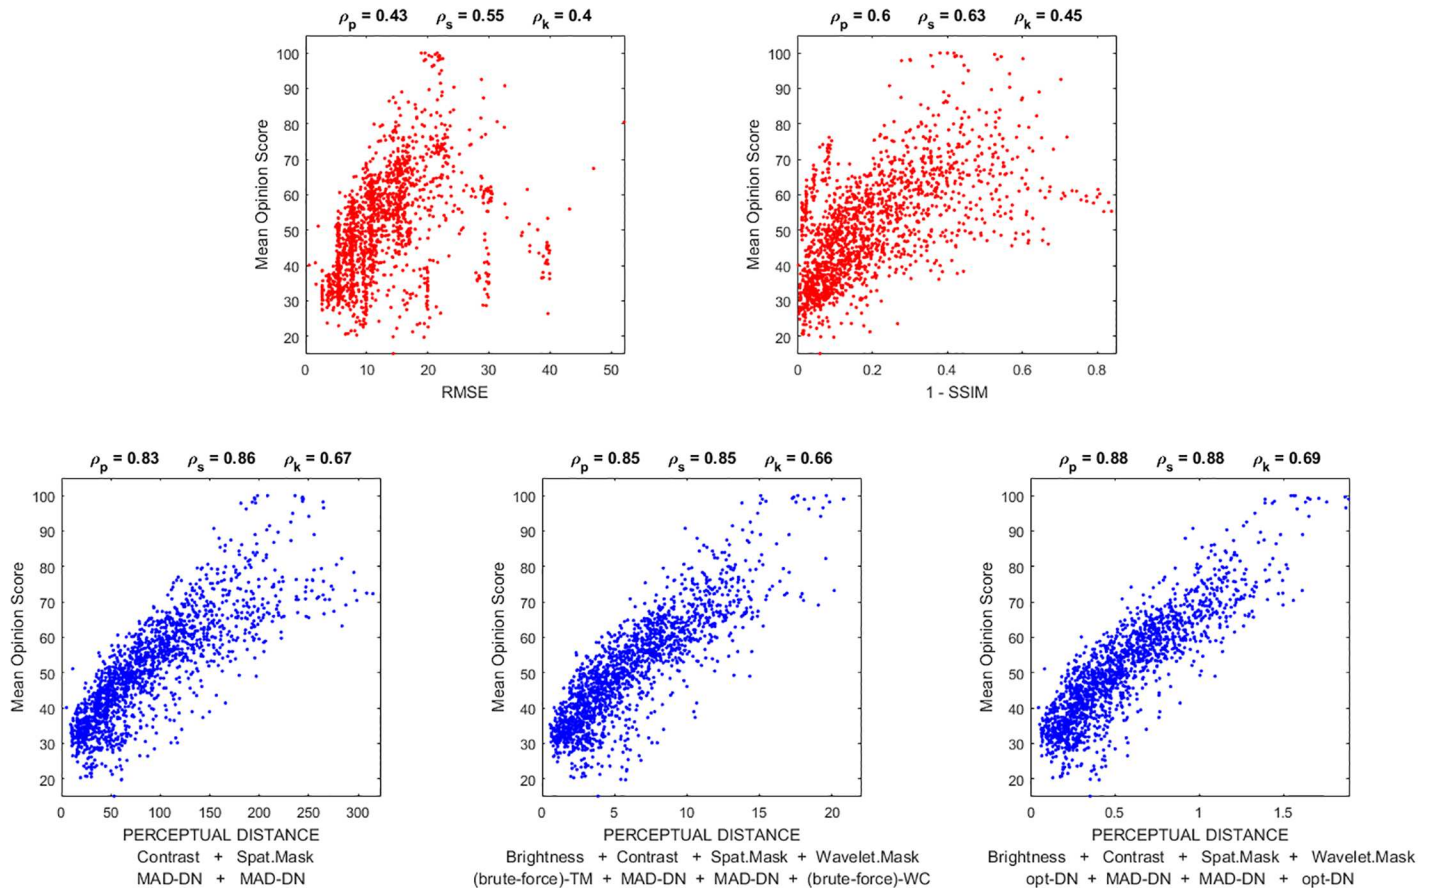 ρp = 0.43 ρs = 0.55 ρk = 0.4
100
90
80
70
60
50
40
30
20
Mean Opinion Score
0 10 20 30 40 50
RMSE
ρp = 0.6 ρs = 0.63 ρk = 0.45
100
90
80
70
60
50
40
30
20
Mean Opinion Score
0 0.2 0.4 0.6 0.8
1 - SSIM
ρp = 0.83 ρs = 0.86 ρk = 0.67
100
90
80
70
60
50
40
30
20
Mean Opinion Score
0 50 100 150 200 250 300
PERCEPTUAL DISTANCE
Contrast + Spat.Mask
MAD-DN + MAD-DN
ρp = 0.85 ρs = 0.85 ρk = 0.66
100
90
80
70
60
50
40
30
20
Mean Opinion Score
0 5 10 15 20
PERCEPTUAL DISTANCE
Brightness + Contrast + Spat.Mask + Wavelet.Mask
(brute-force)-TM + MAD-DN + MAD-DN + (brute-force)-WC
ρp = 0.88 ρs = 0.88 ρk = 0.69
100
90
80
70
60
50
40
30
20
Mean Opinion Score
0 0.5 1 1.5
PERCEPTUAL DISTANCE
Brightness + Contrast + Spat.Mask + Wavelet.Mask
opt-DN + MAD-DN + MAD-DN + opt-DN